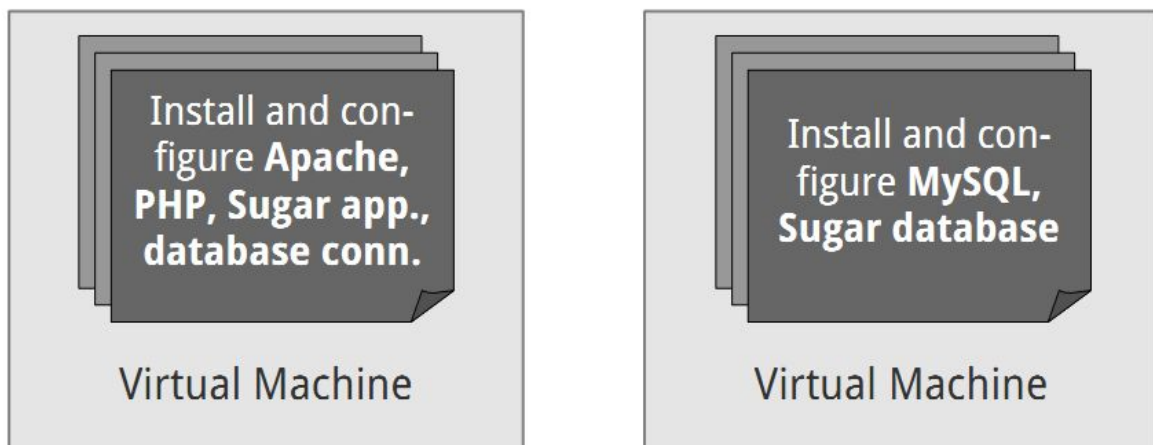 Install and con-
figure Apache,
PHP, Sugar app.,
database conn.
Virtual Machine
Install and con-
figure MySQL,
Sugar database
Virtual Machine